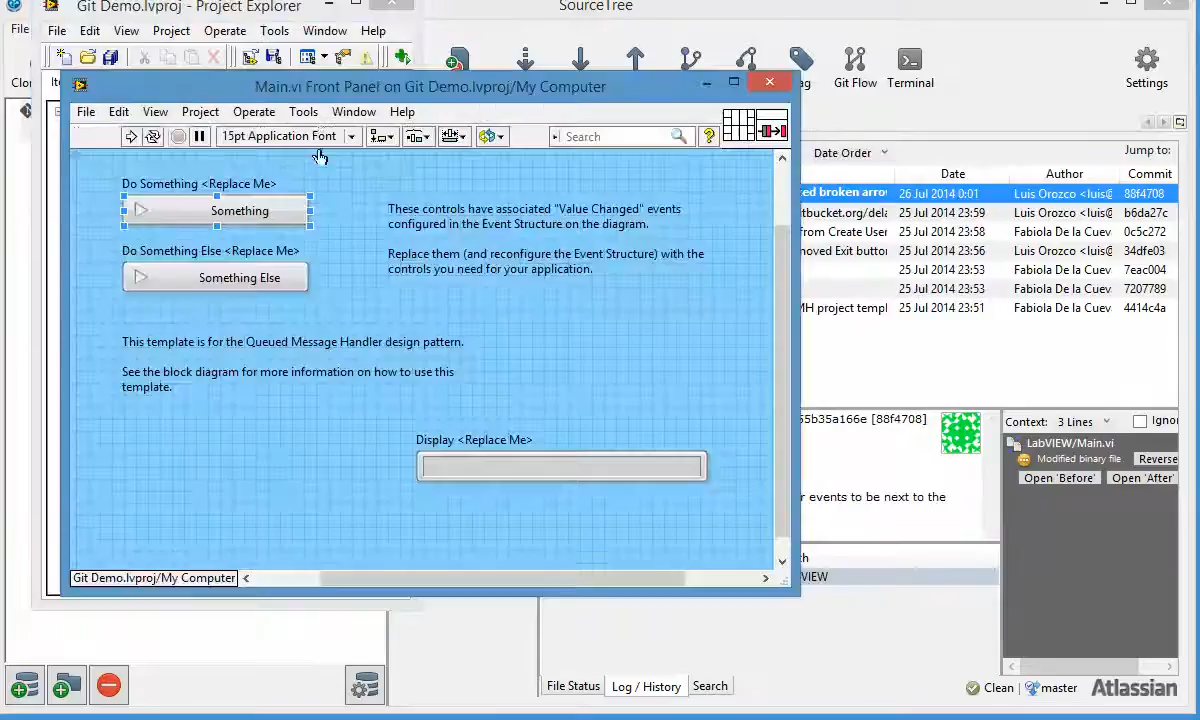 Git Demo.lvproj - Project Explorer
SourceTree
File Edit View Project Operate Tools Window Help
File
Git Flow
Terminal
Settings
Main.vi Front Panel on Git Demo.lvproj/My Computer
File Edit View Project Operate Tools Window Help
15pt Application Font
Search
Date Order
Jump to:
Date Author Commit
ed broken arro 26 Jul 2014 0:01 Luis Orozco <luis@ 88f4708
itbucket.org/dela 25 Jul 2014 23:59 Luis Orozco <luis@ b6da27c
from Create User 25 Jul 2014 23:58 Fabiola De la Cuev 0c5c272
moved Exit button 25 Jul 2014 23:56 Luis Orozco <luis@ 34dfe03
25 Jul 2014 23:53 Fabiola De la Cuev 7eac004
25 Jul 2014 23:53 Fabiola De la Cuev 7207789
MH project templ 25 Jul 2014 23:51 Fabiola De la Cuev 4414c4a
Do Something <Replace Me>
Something
Do Something Else <Replace Me>
Something Else
These controls have associated "Value Changed" events
configured in the Event Structure on the diagram.
Replace them (and reconfigure the Event Structure) with the
controls you need for your application.
This template is for the Queued Message Handler design pattern.
See the block diagram for more information on how to use this
template.
Display <Replace Me>
Git Demo.lvproj/My Computer
55b35a166e [88f4708]
r events to be next to the
Context: 3 Lines
Ignor
LabVIEW/Main.vi
Modified binary file
Reverse
Open 'Before'
Open 'After'
th
VIEW
File Status
Log / History
Search
Clean
master
Atlassian